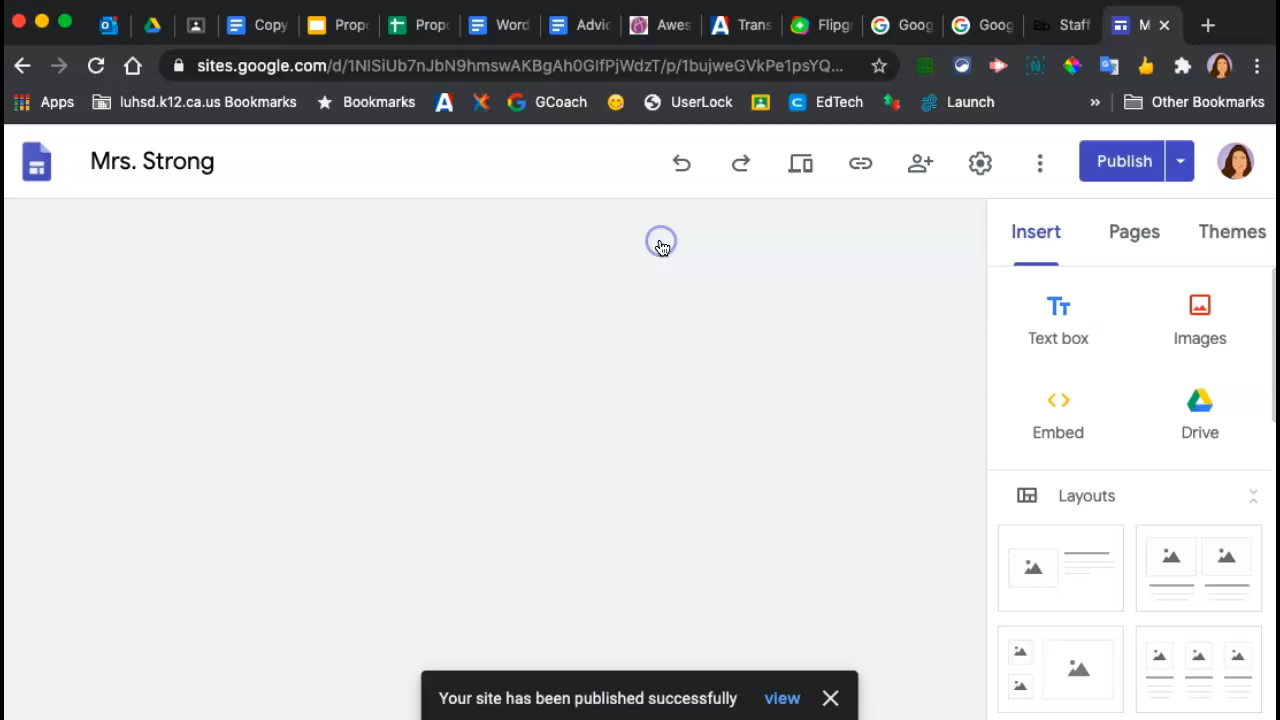 Copy
Prop
Prop
Word
Advic
Awes
Trans
Flipg
Goog
Goog
Bb Staff
M
sites.google.com/d/1NlSiUb7nJbN9hmswAKBgAh0GlfPjWdzT/p/1bujweGVkPe1psYQ...
Apps
luhsd.k12.ca.us Bookmarks
Bookmarks
GCoach
UserLock
EdTech
Launch
»
Other Bookmarks
Mrs. Strong
Publish
Insert
Pages
Themes
Text box
Images
Embed
Drive
Layouts
Your site has been published successfully view